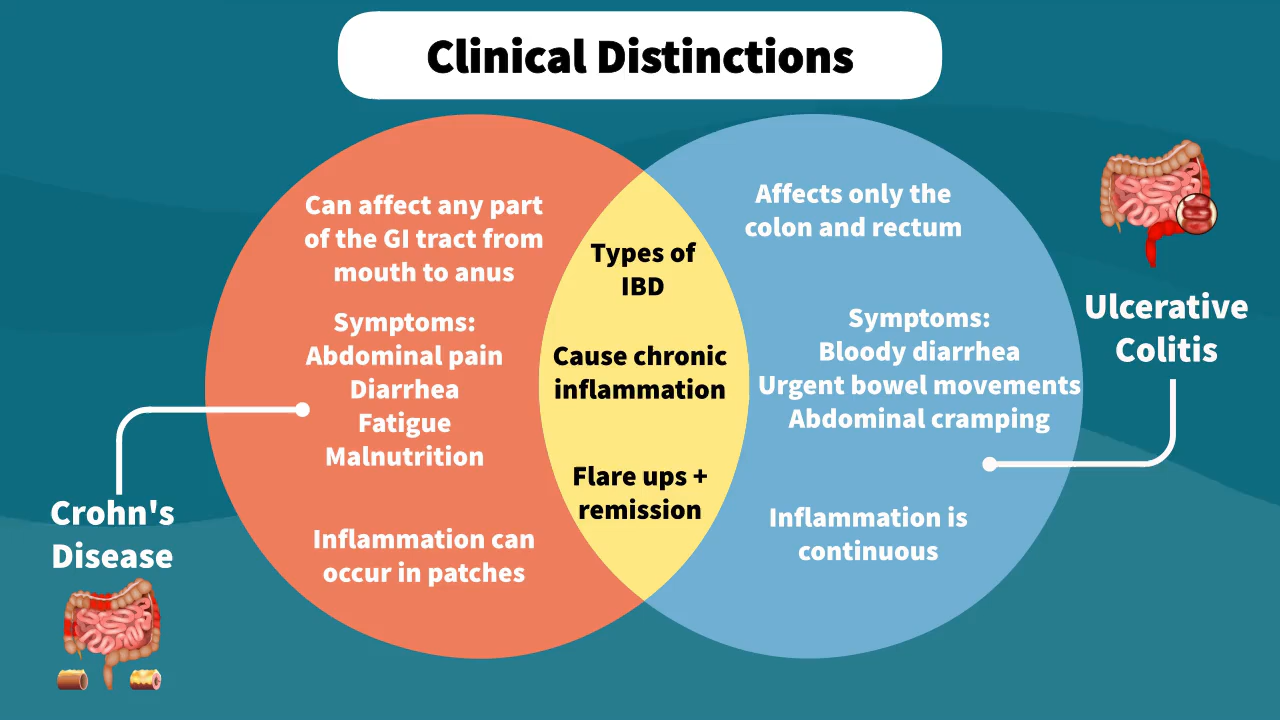 Clinical Distinctions
Can affect any part
of the GI tract from
mouth to anus
Symptoms:
Abdominal pain
Diarrhea
Fatigue
Malnutrition
Inflammation can
occur in patches
Crohn's
Disease
Types of
IBD
Cause chronic
inflammation
Flare ups +
remission
Affects only the
colon and rectum
Symptoms:
Bloody diarrhea
Urgent bowel movements
Abdominal cramping
Inflammation is
continuous
Ulcerative
Colitis